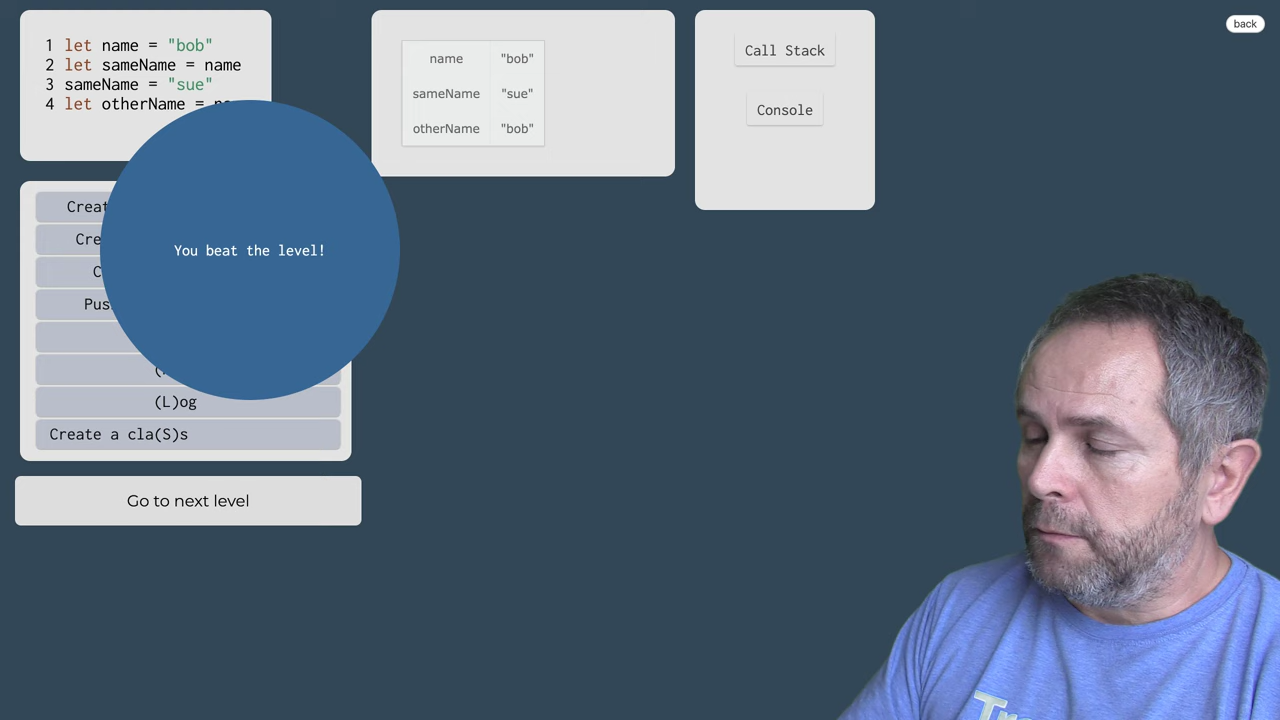 1 let name = "bob"
2 let sameName = name
3 sameName = "sue"
4 let otherName =
name "bob"
sameName "sue"
otherName "bob"
Call Stack
Console
back
You beat the level!
(L)og
Create a cla(S)s
Go to next level